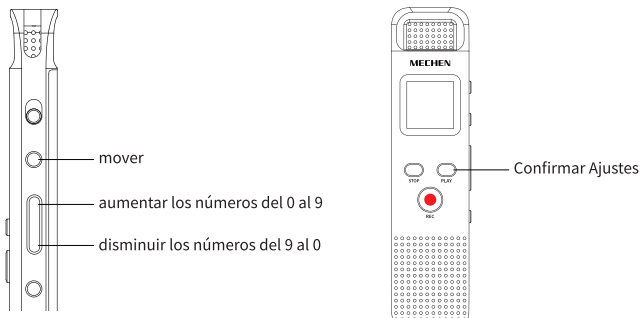 mover
aumentar los números del 0 al 9
disminuir los números del 9 al 0
MECHEN
STOP
PLAY
Confirmar Ajustes
REC